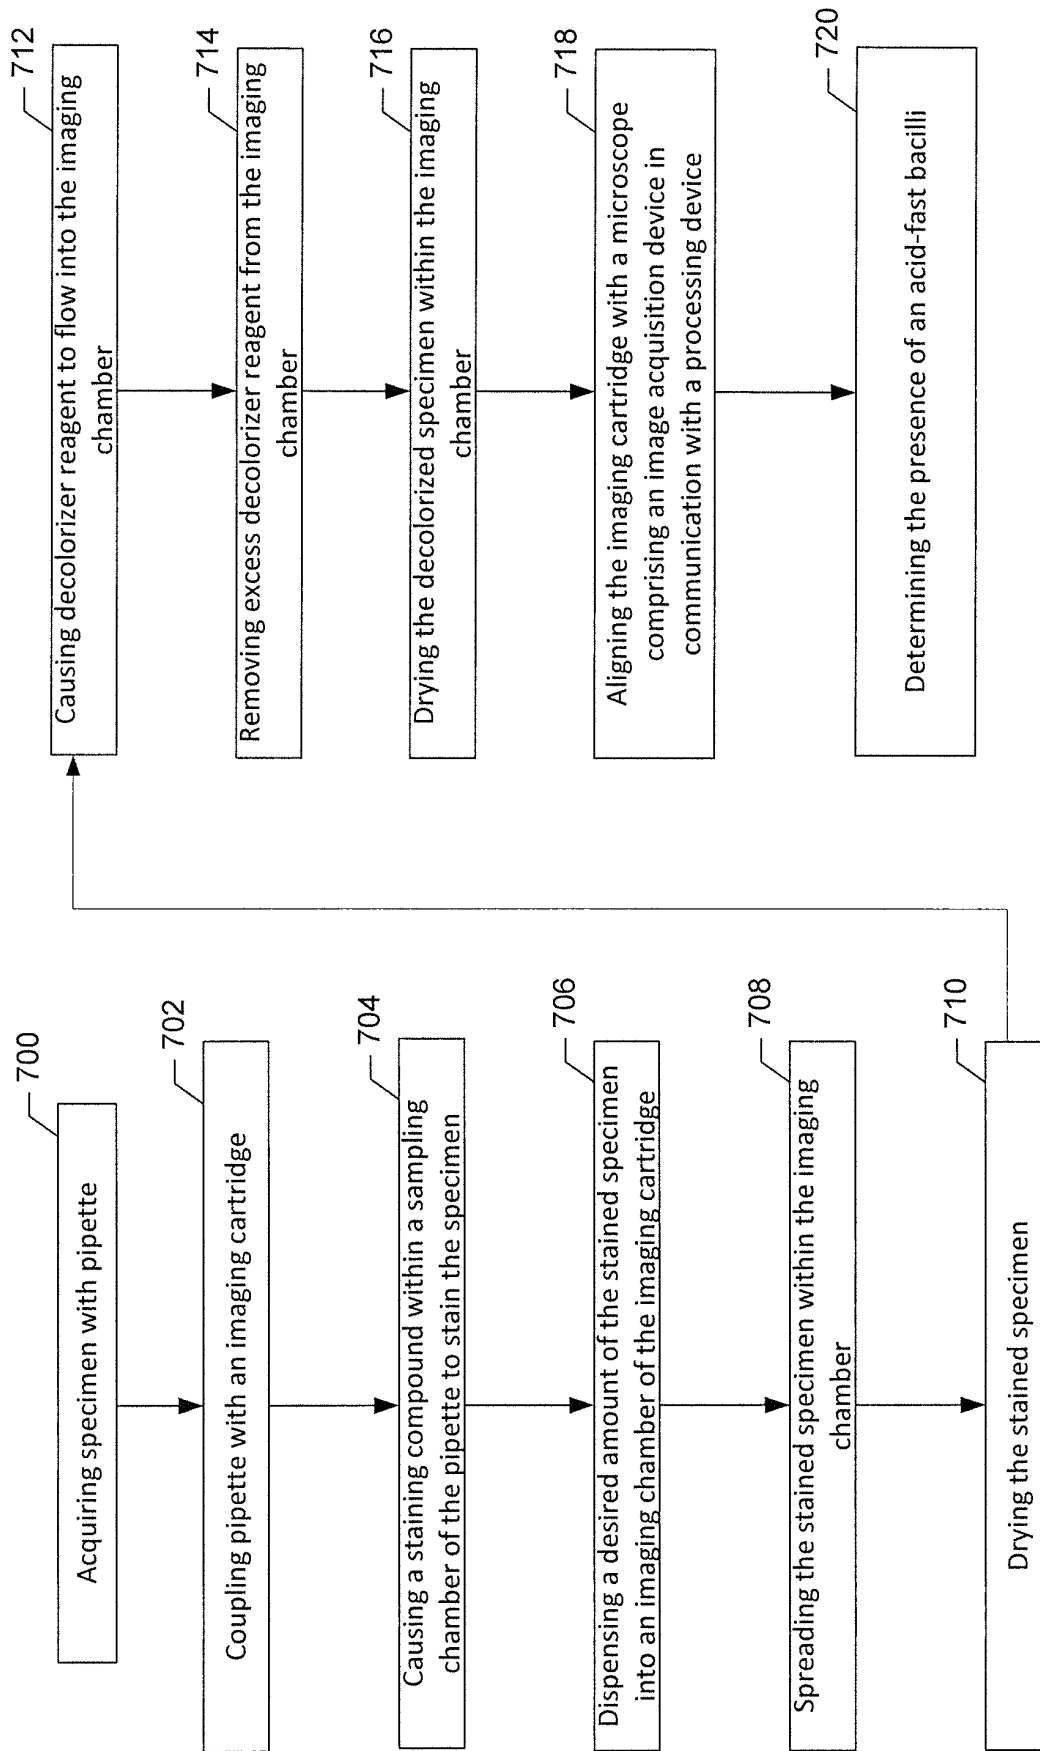 700
Acquiring specimen with pipette
702
Coupling pipette with an imaging cartridge
704
Causing a staining compound within a sampling
chamber of the pipette to stain the specimen
706
Dispensing a desired amount of the stained specimen
into an imaging chamber of the imaging cartridge
708
Spreading the stained specimen within the imaging
chamber
710
Drying the stained specimen
712
Causing decolorizer reagent to flow into the imaging
chamber
714
Removing excess decolorizer reagent from the imaging
chamber
716
Drying the decolorized specimen within the imaging
chamber
718
Aligning the imaging cartridge with a microscope
comprising an image acquisition device in
communication with a processing device
720
Determining the presence of an acid-fast bacilli